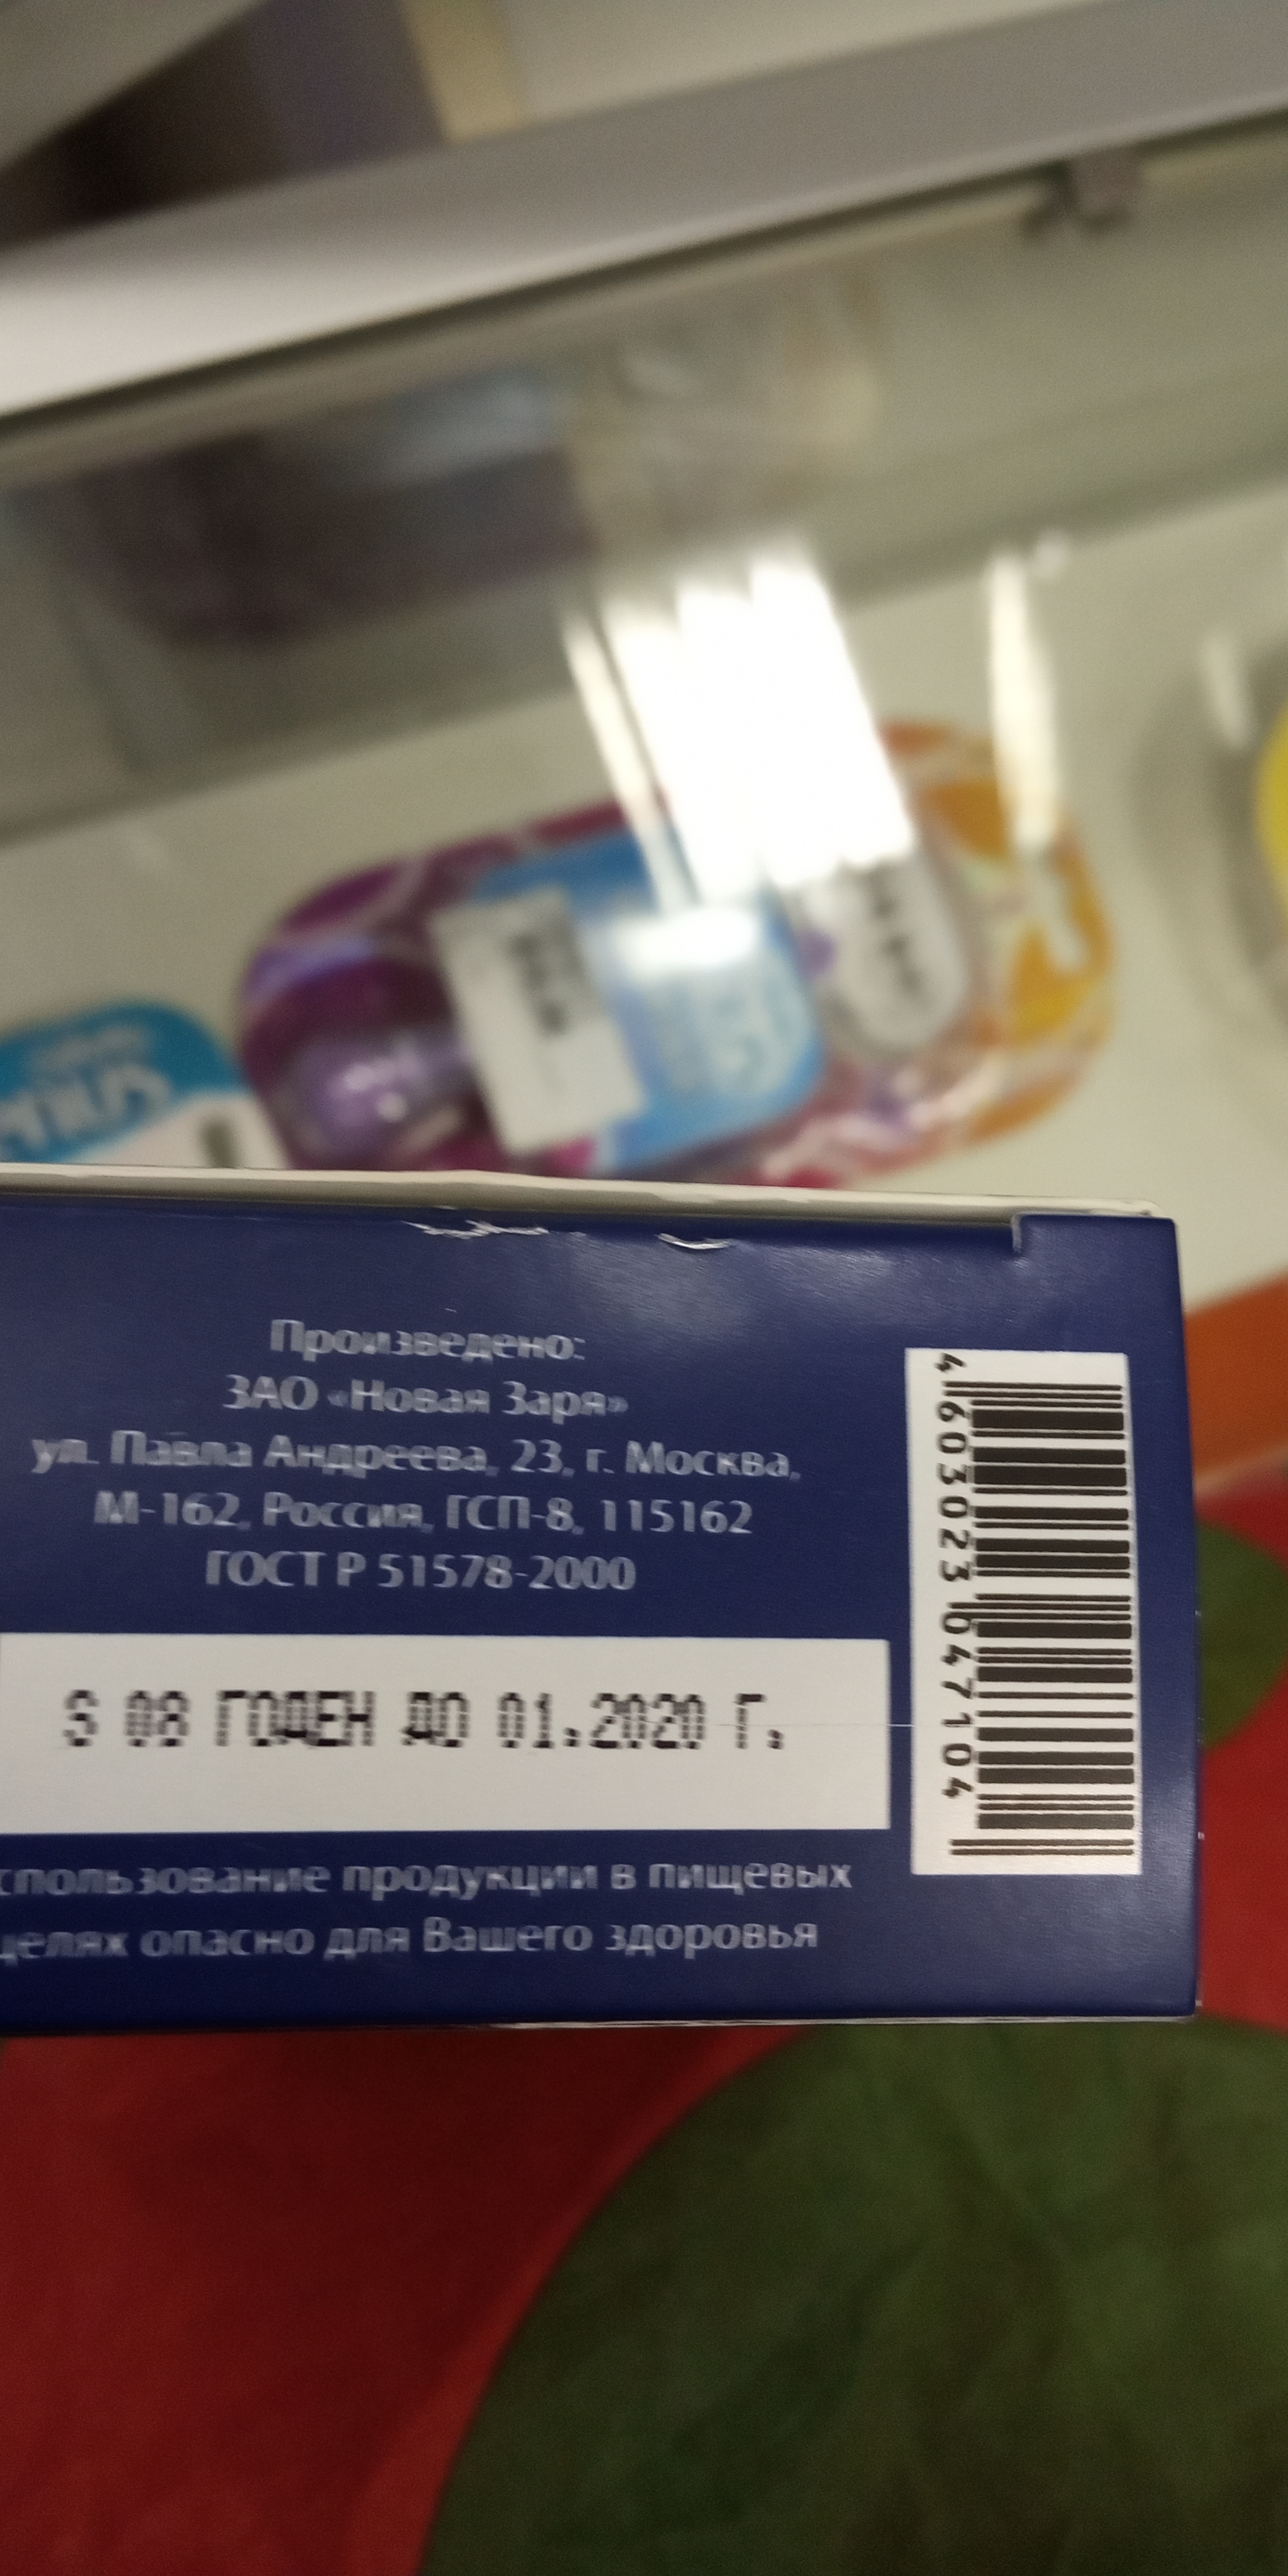 Произведено:
ЗАО «Новая Заря»
ул. Павла Андреева, 23, г. Москва,
М-162, Россия, ГСП-8, 115162
ГОСТ Р 51578-2000
S 08 ГОДЕН ДО 01.2020 Г.
спользование продукции в пищевых
целях опасно для Вашего здоровья
4 603023 047104